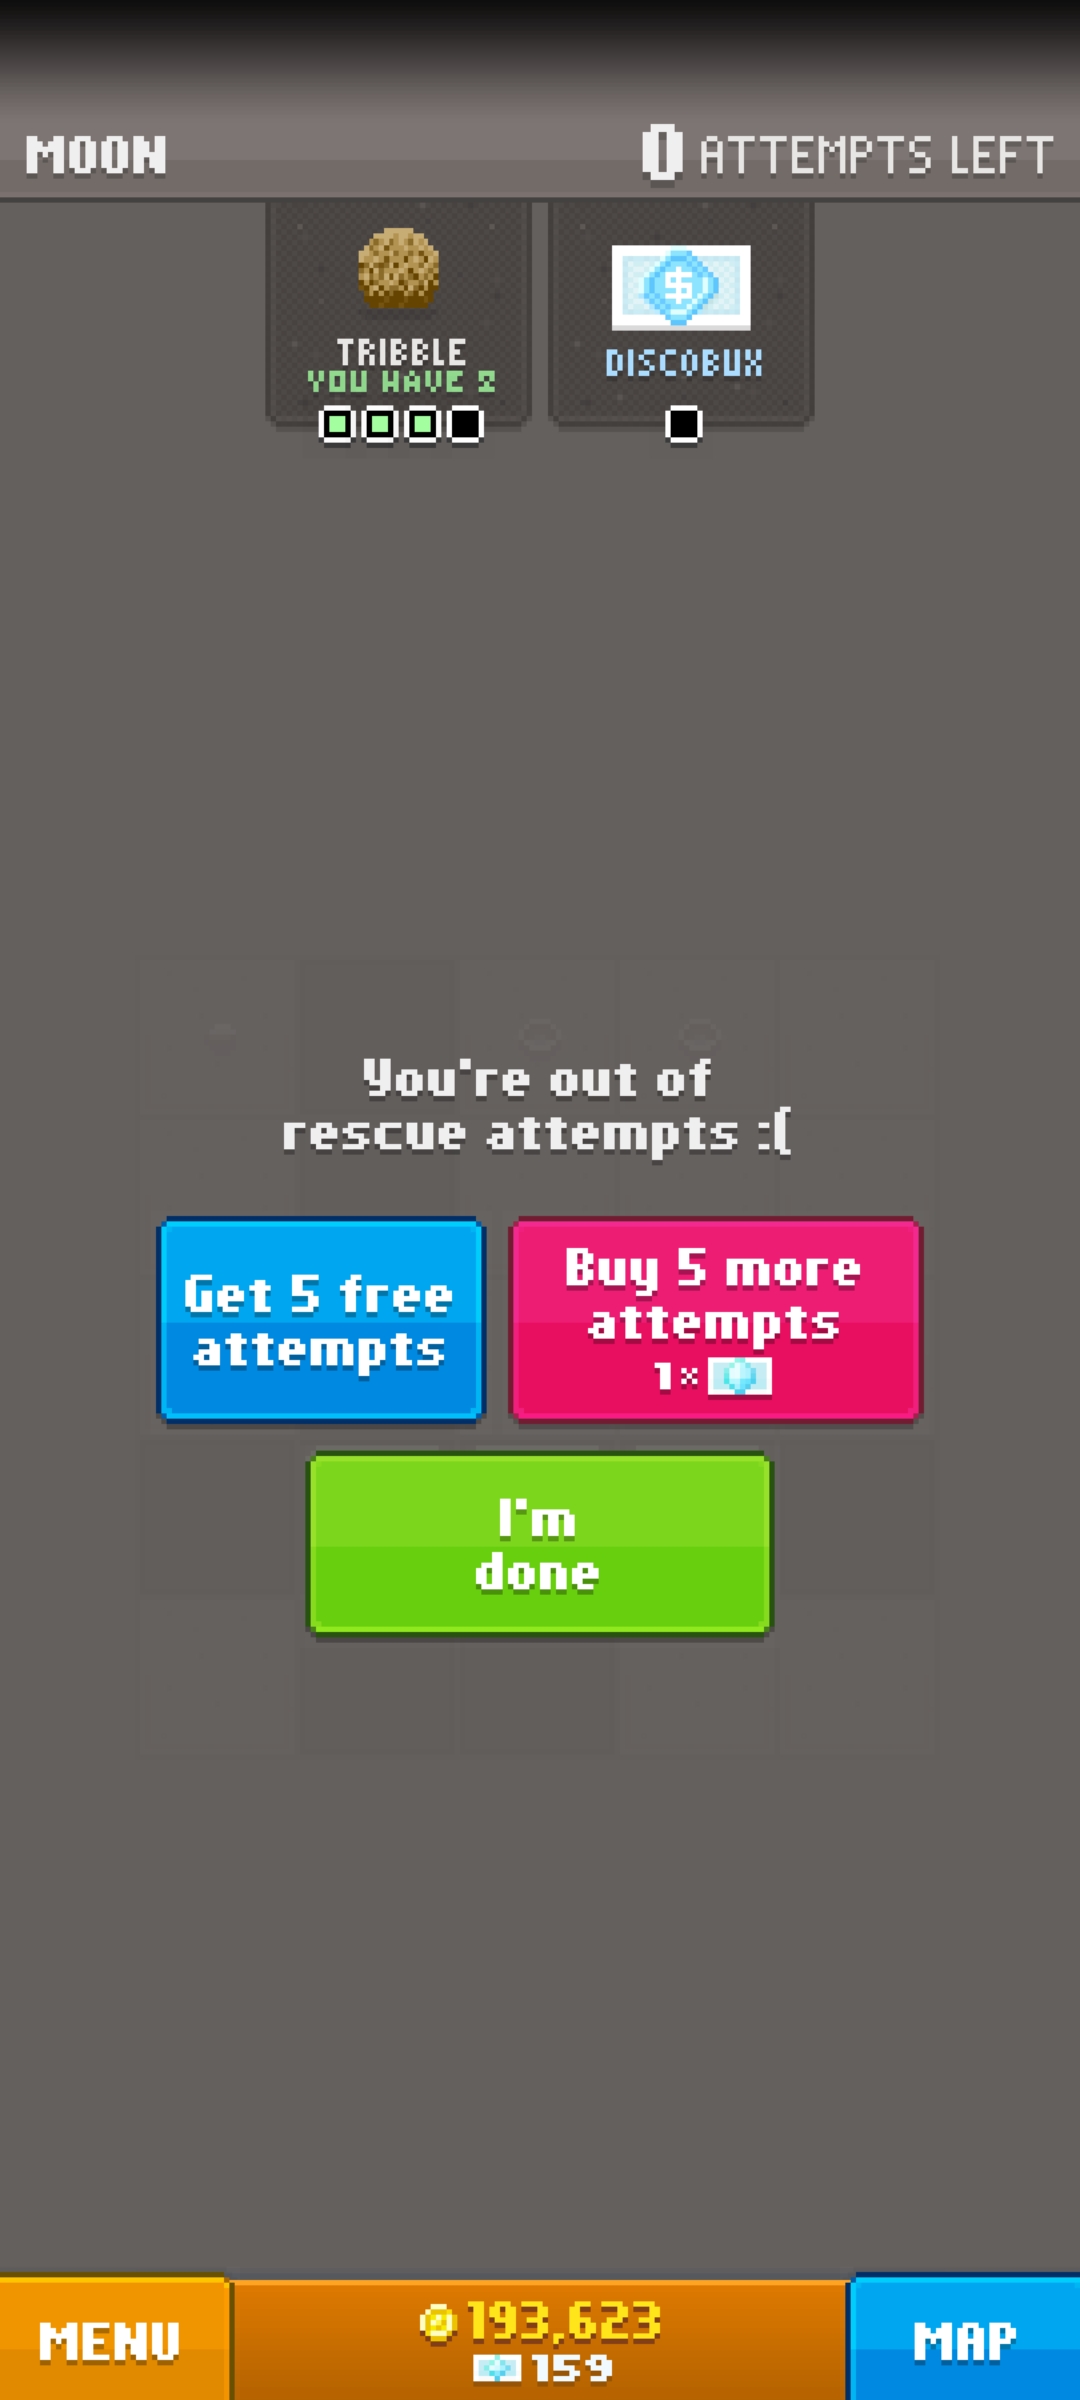 MOON
0 ATTEMPTS LEFT
TRIBBLE
YOU HAVE 2
$
DISCOBUX
You're out of
rescue attempts :(
Get 5 free
attempts
Buy 5 more
attempts
1×
I'm
done
MENU
193,623
159
MAP